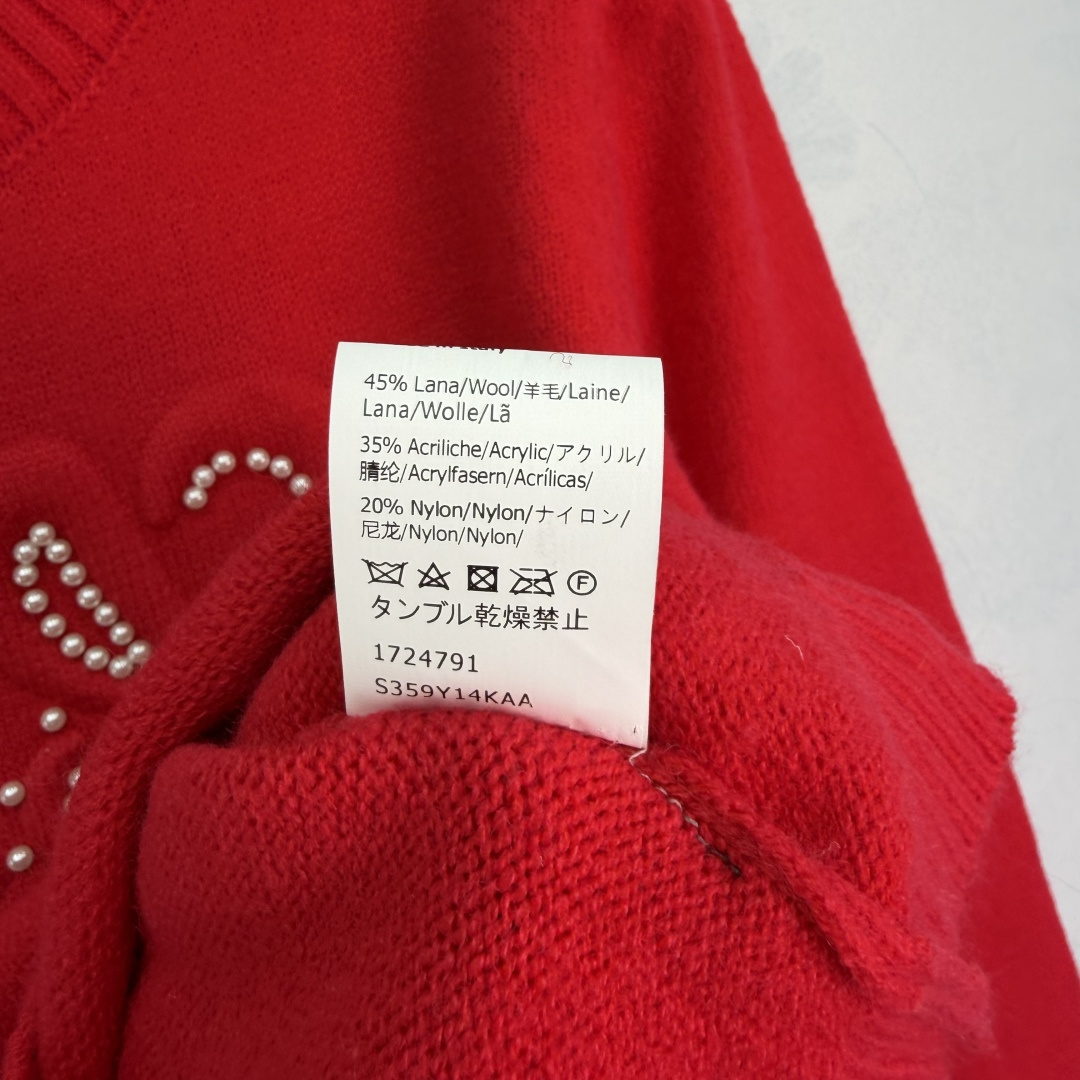 Italy
45% Lana/Wool/羊毛/Laine/
Lana/Wolle/Lã
35% Acriliche/Acrylic/アクリル/
腈纶/Acrylfasern/Acrílicas/
20% Nylon/Nylon/ナイロン/
尼龙/Nylon/Nylon/
F
タンブル乾燥禁止
1724791
S359Y14KAA